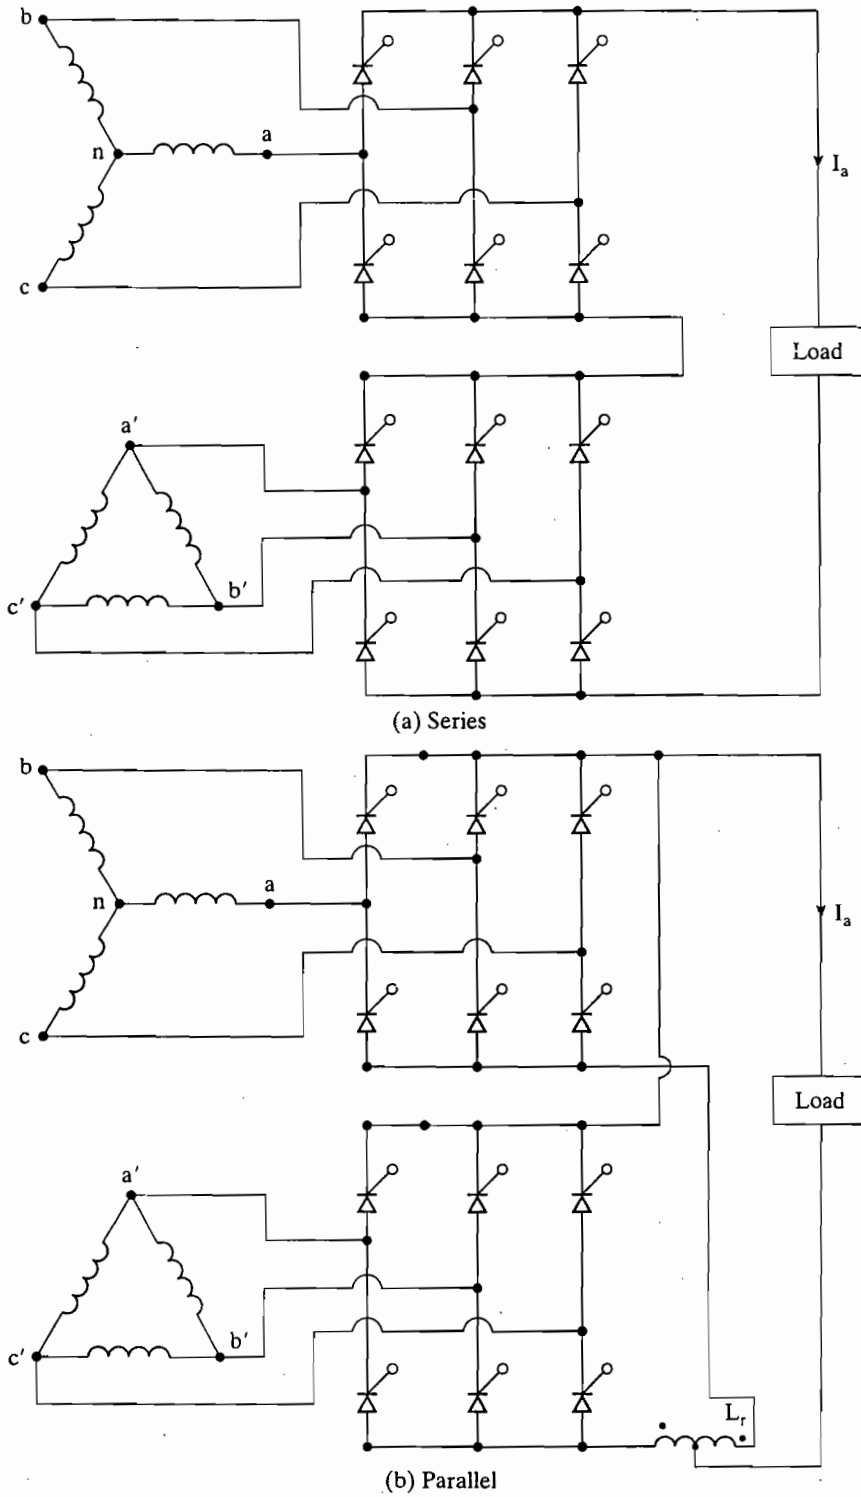 b
a
n
I_a
c
Load
a′
b′
c′
(a) Series
b
a
n
I_a
c
Load
a′
b′
c′
L_r
(b) Parallel